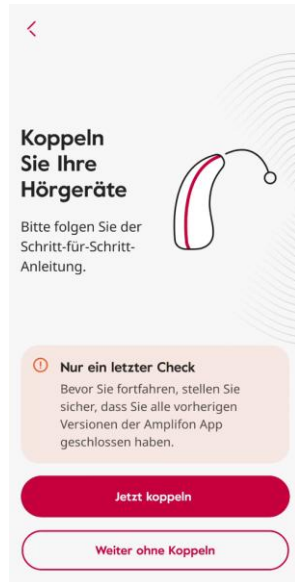 Koppeln
Sie Ihre
Hörgeräte
Bitte folgen Sie der
Schritt-für-Schritt-
Anleitung.
Nur ein letzter Check
Bevor Sie fortfahren, stellen Sie
sicher, dass Sie alle vorherigen
Versionen der Amplifon App
geschlossen haben.
Jetzt koppeln
Weiter ohne Koppeln